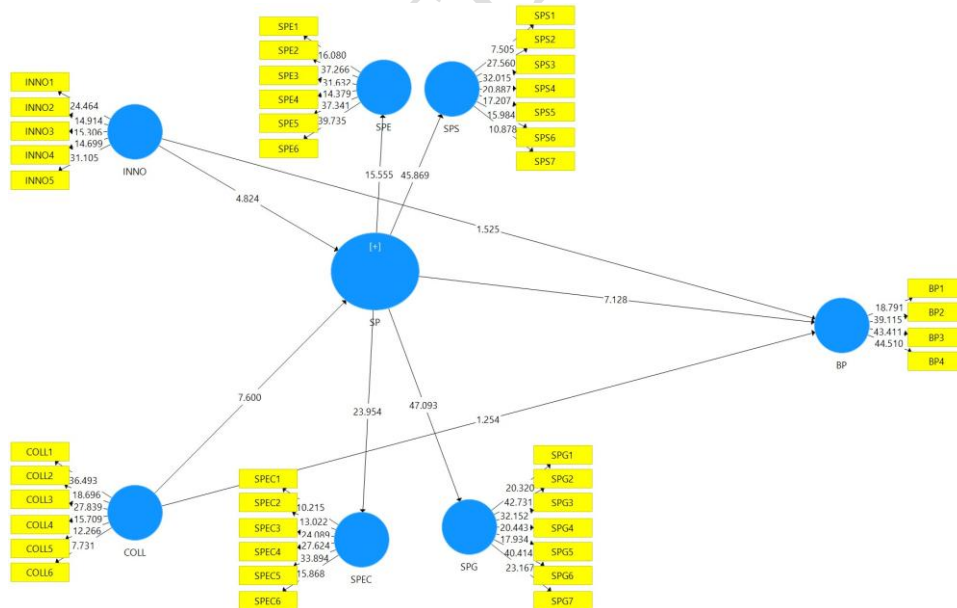 SPE1
SPE2
SPE3
SPE4
SPE5
SPE6
16.080
37.266
31.632
14.379
37.341
39.735
SPE
SPS1
SPS2
SPS3
SPS4
SPS5
SPS6
SPS7
7.505
27.560
32.015
20.887
17.207
15.984
10.878
SPS
INNO1
INNO2
INNO3
INNO4
INNO5
24.464
14.914
15.306
14.699
31.105
INNO
15.555
45.869
4.824
1.525
[+]
SP
7.128
BP1
BP2
BP3
BP4
18.791
39.115
43.411
44.510
BP
7.600
23.954
47.093
1.254
COLL1
COLL2
COLL3
COLL4
COLL5
COLL6
36.493
18.696
27.839
15.709
12.266
7.731
COLL
SPEC1
SPEC2
SPEC3
SPEC4
SPEC5
SPEC6
10.215
13.022
24.089
27.624
33.894
15.868
SPEC
SPG1
SPG2
SPG3
SPG4
SPG5
SPG6
SPG7
20.320
42.731
32.152
20.443
17.934
40.414
23.167
SPG